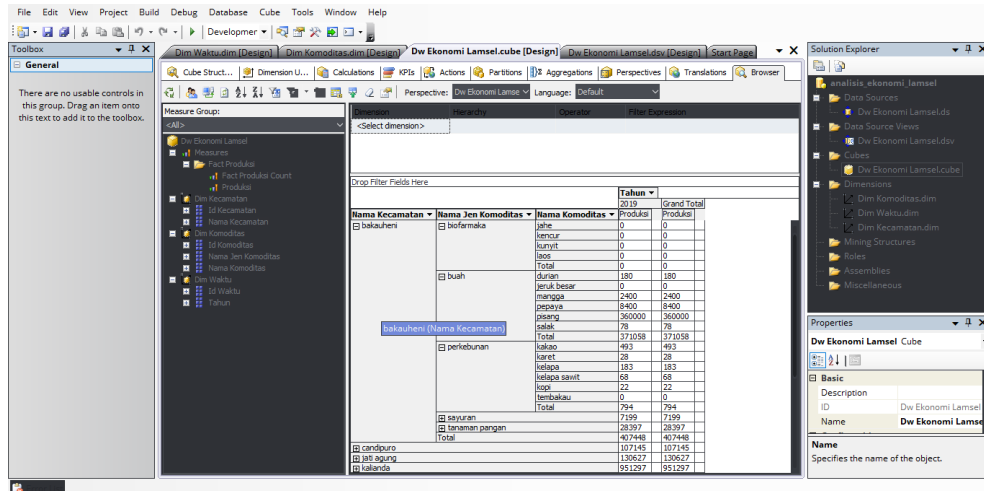 File Edit View Project Build Debug Database Cube Tools Window Help
Developmer
Toolbox
General
There are no usable controls in
this group. Drag an item onto
this text to add it to the toolbox.
Dim Waktu.dim [Design] Dim Komoditas.dim [Design] Dw Ekonomi Lamsel.cube [Design] Dw Ekonomi Lamsel.dsv [Design] Start Page
Cube Struct... Dimension U... Calculations KPIs Actions Partitions Aggregations Perspectives Translations Browser
Perspective: Dw Ekonomi Lamse Language: Default
Measure Group:
<All>
Dw Ekonomi Lamsel
Measures
Fact Produksi
Fact Produksi Count
Produksi
Dim Kecamatan
Id Kecamatan
Nama Kecamatan
Dim Komoditas
Id Komoditas
Nama Jen Komoditas
Nama Komoditas
Dim Waktu
Id Waktu
Tahun
Dimension Hierarchy Operator Filter Expression
<Select dimension>
Drop Filter Fields Here
Tahun
2019 Grand Total
Nama Kecamatan Nama Jen Komoditas Nama Komoditas Produksi Produksi
bakauheni biofarmaka jahe 0 0
kencur 0 0
kunyit 0 0
laos 0 0
Total 0 0
buah durian 180 180
jeruk besar 0 0
mangga 2400 2400
pepaya 8400 8400
pisang 360000 360000
salak 78 78
Total 371058 371058
bakauheni (Nama Kecamatan)
perkebunan kakao 493 493
karet 28 28
kelapa 183 183
kelapa sawit 68 68
kopi 22 22
tembakau 0 0
Total 794 794
sayuran 7199 7199
tanaman pangan 28397 28397
Total 407448 407448
candipuro 107145 107145
jati agung 130627 130627
kalianda 951297 951297
Solution Explorer
analisis_ekonomi_lamsel
Data Sources
Dw Ekonomi Lamsel.ds
Data Source Views
Dw Ekonomi Lamsel.dsv
Cubes
Dw Ekonomi Lamsel.cube
Dimensions
Dim Komoditas.dim
Dim Waktu.dim
Dim Kecamatan.dim
Mining Structures
Roles
Assemblies
Miscellaneous
Properties
Dw Ekonomi Lamsel Cube
Basic
Description
ID Dw Ekonomi Lamsel
Name Dw Ekonomi Lamse
Name
Specifies the name of the object.